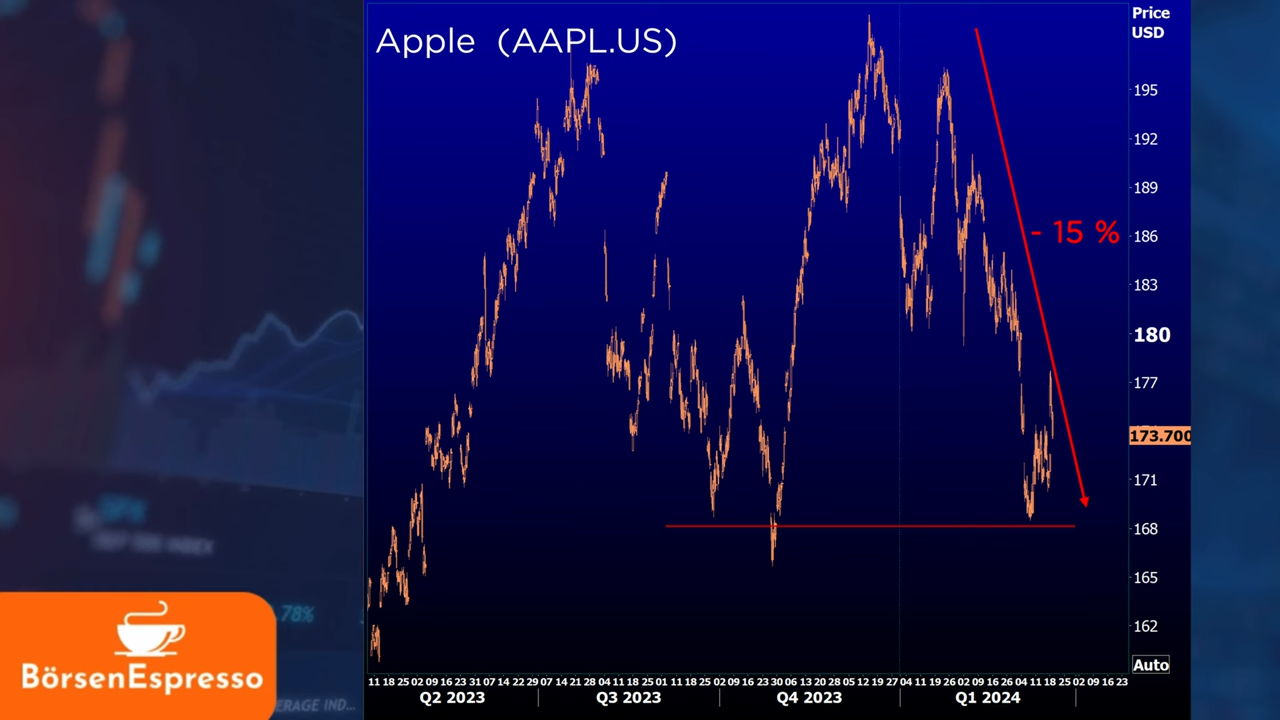 Apple (AAPL.US)
Price
USD
195
192
189
- 15 %
186
183
180
177
173.700
171
168
165
162
Auto
11 18 25 02 09 16 23 31 07 14 22 29 07 14 21 28 04 11 18 25 01 11 18 25 02 09 16 23 30 06 13 20 28 05 12 19 27 04 11 19 26 02 09 16 26 04 11 18 25 02 09 16 23
Q2 2023
Q3 2023
Q4 2023
Q1 2024
.78%
BörsenEspresso
ERAGE IND...